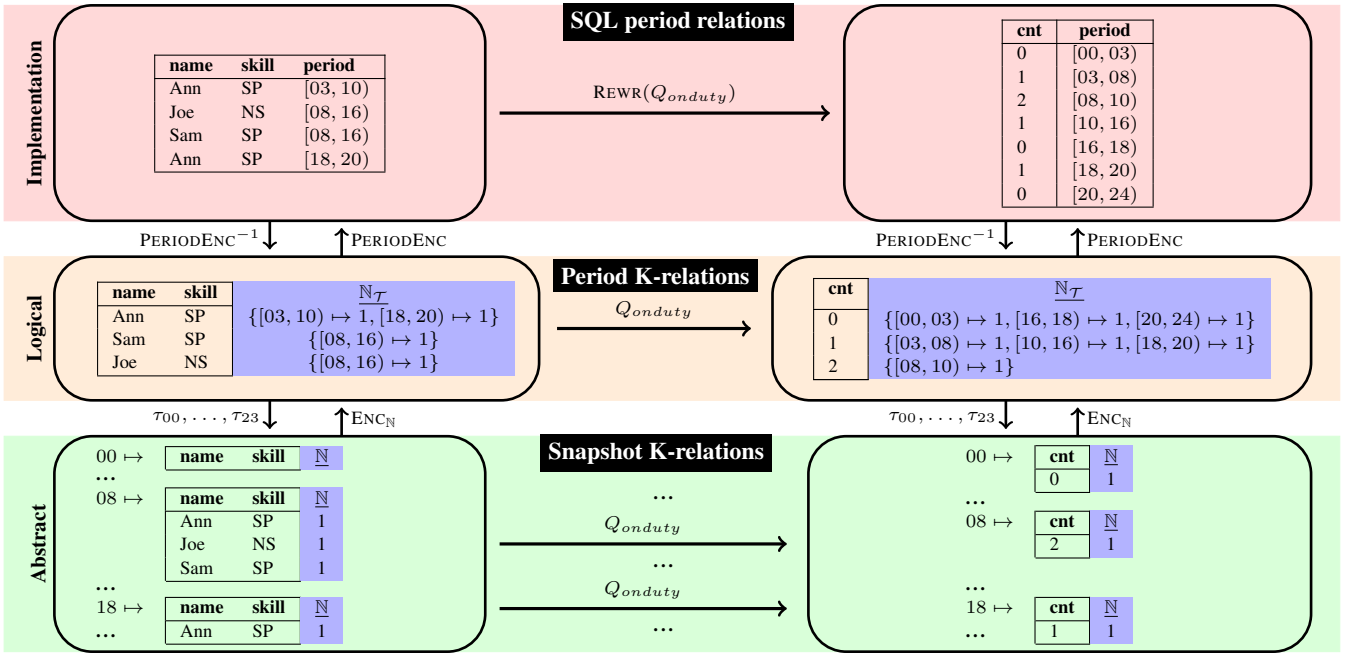 SQL period relations
Implementation
name skill period
Ann SP [03, 10)
Joe NS [08, 16)
Sam SP [08, 16)
Ann SP [18, 20)
REWR(Q_onduty)
cnt period
0 [00, 03)
1 [03, 08)
2 [08, 10)
1 [10, 16)
0 [16, 18)
1 [18, 20)
0 [20, 24)
PERIODENC⁻¹
PERIODENC
PERIODENC⁻¹
PERIODENC
Period K-relations
Logical
name skill ℕ_𝒯
Ann SP {[03, 10) ↦ 1, [18, 20) ↦ 1}
Sam SP {[08, 16) ↦ 1}
Joe NS {[08, 16) ↦ 1}
Q_onduty
cnt ℕ_𝒯
0 {[00, 03) ↦ 1, [16, 18) ↦ 1, [20, 24) ↦ 1}
1 {[03, 08) ↦ 1, [10, 16) ↦ 1, [18, 20) ↦ 1}
2 {[08, 10) ↦ 1}
τ₀₀, . . . , τ₂₃
ENC_ℕ
τ₀₀, . . . , τ₂₃
ENC_ℕ
Snapshot K-relations
Abstract
00 ↦ name skill ℕ
...
08 ↦ name skill ℕ
Ann SP 1
Joe NS 1
Sam SP 1
...
18 ↦ name skill ℕ
... Ann SP 1
...
Q_onduty
...
Q_onduty
...
00 ↦ cnt ℕ
0 1
...
08 ↦ cnt ℕ
2 1
...
18 ↦ cnt ℕ
... 1 1